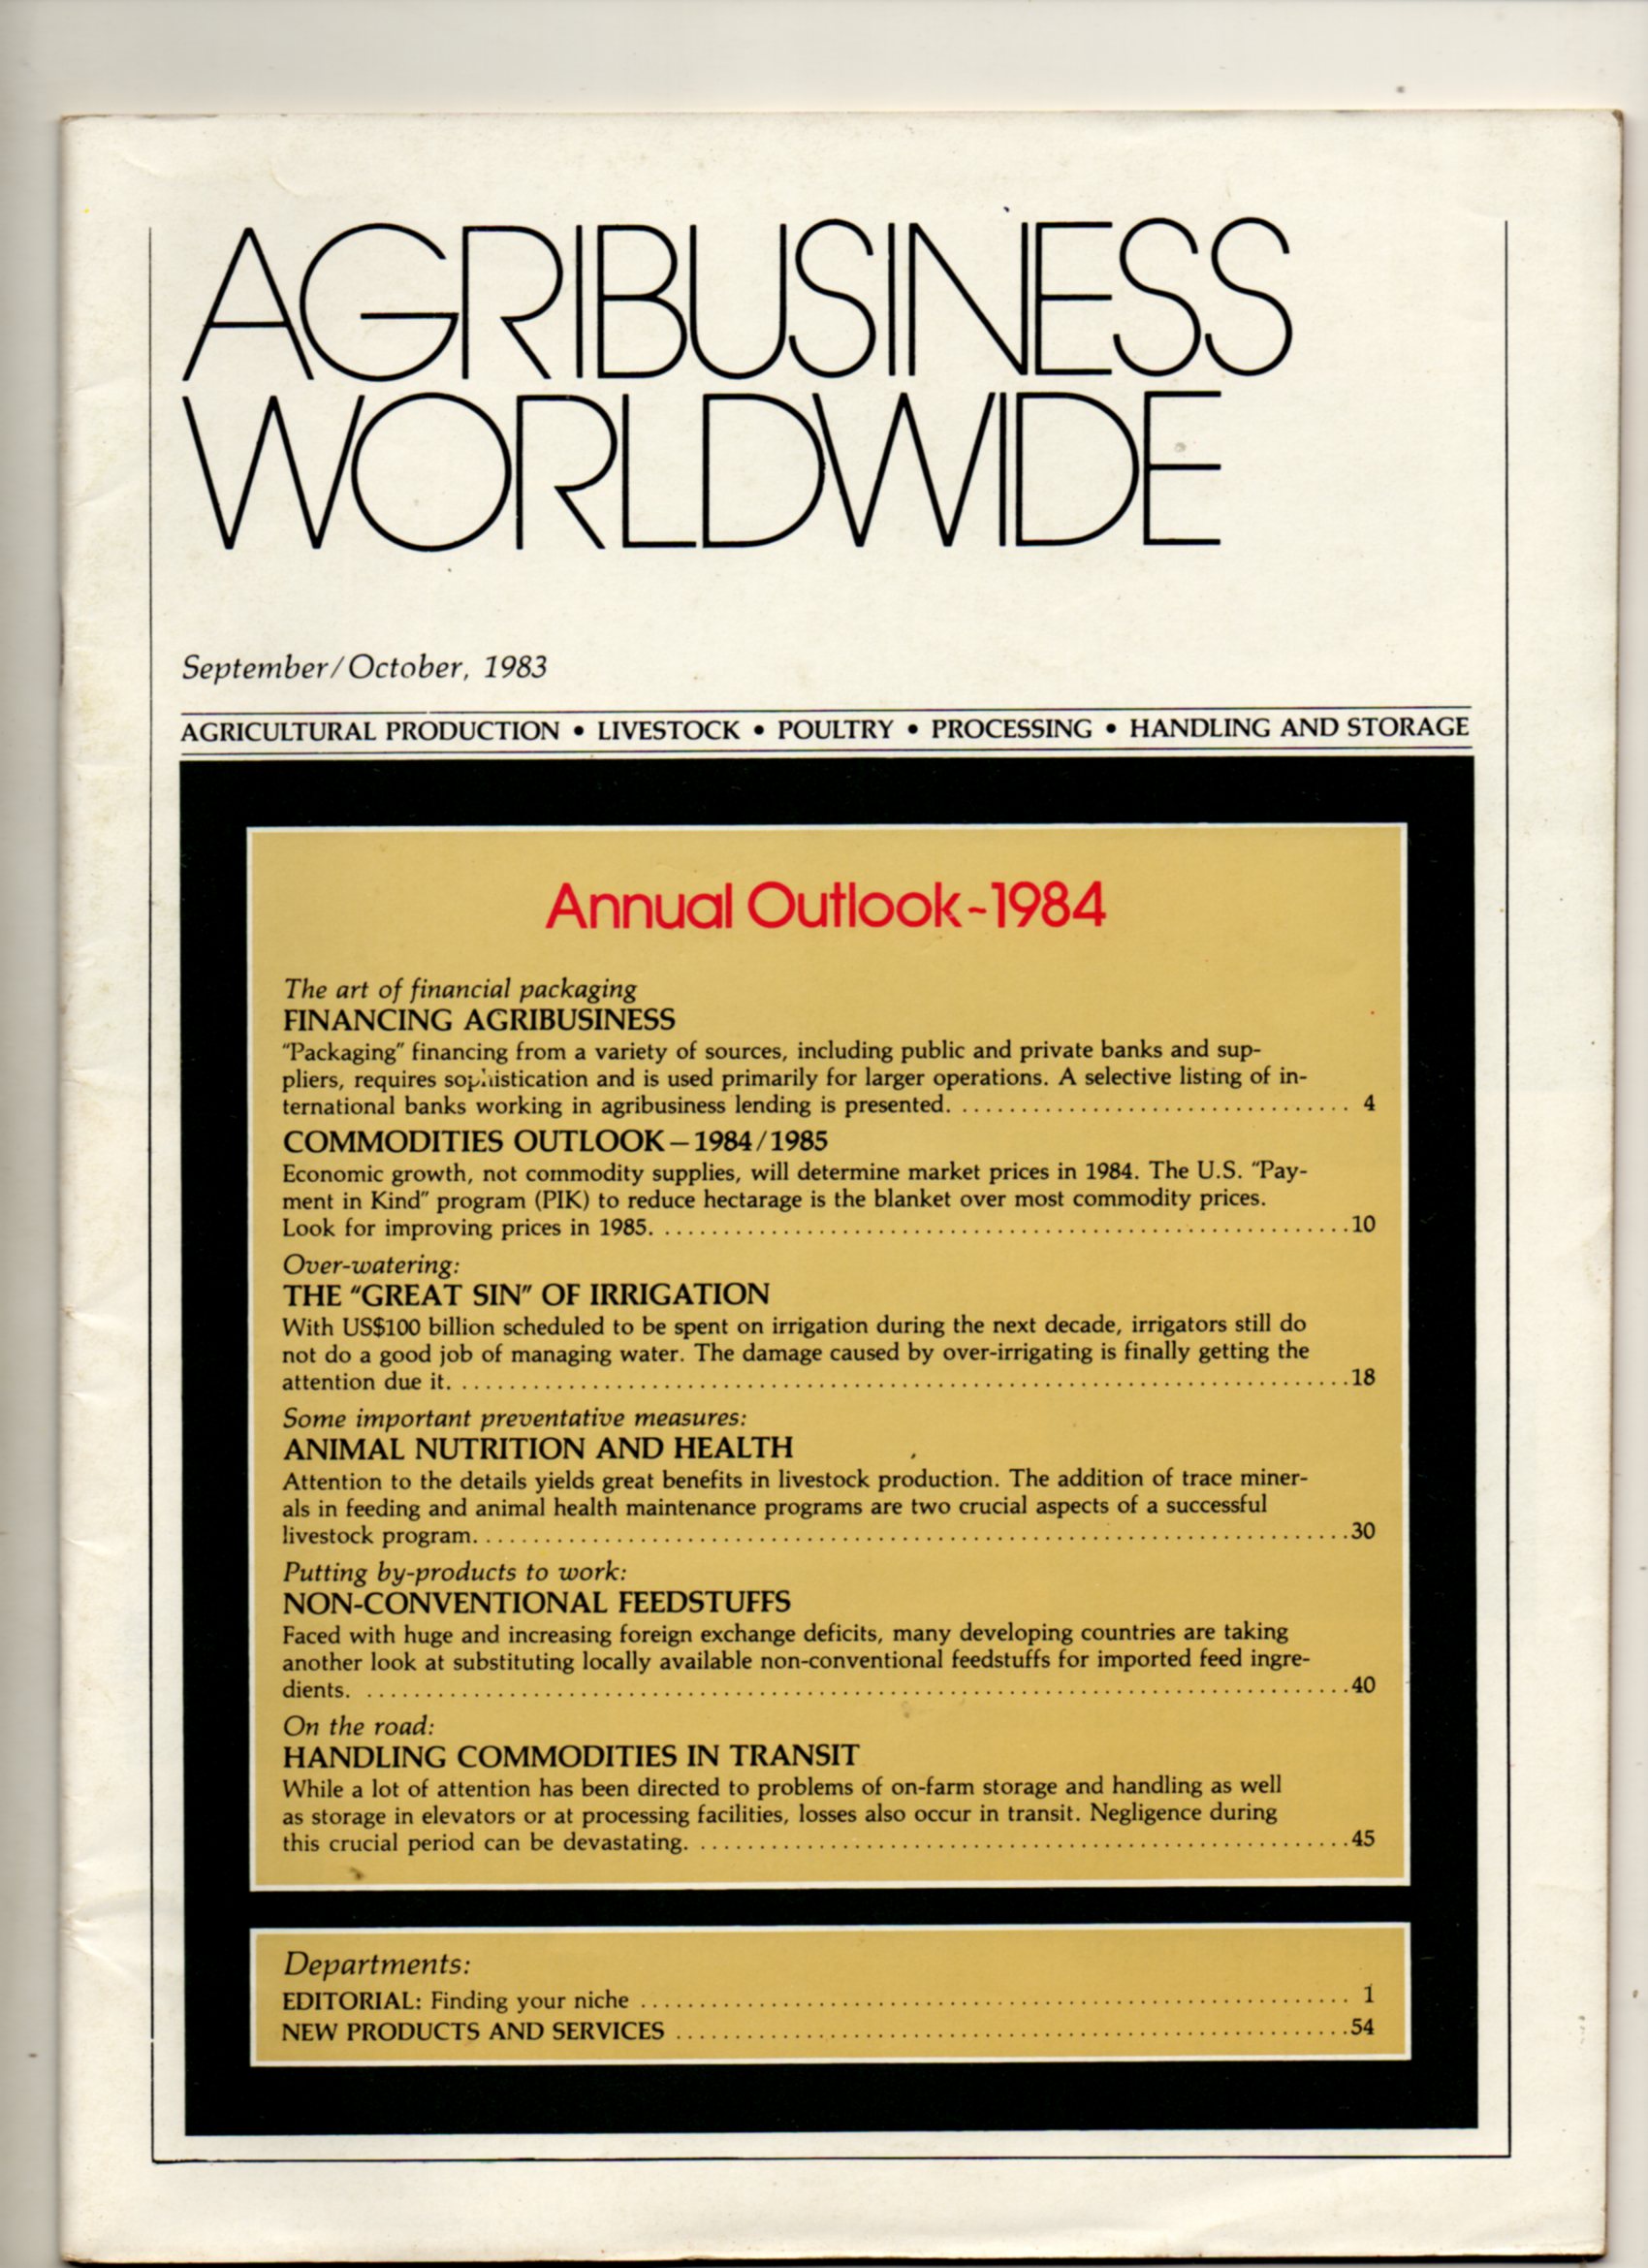 AGRIBUSINESS
WORLDWIDE
September/October, 1983
AGRICULTURAL PRODUCTION • LIVESTOCK • POULTRY • PROCESSING • HANDLING AND STORAGE
Annual Outlook-1984
The art of financial packaging
FINANCING AGRIBUSINESS
"Packaging" financing from a variety of sources, including public and private banks and sup-
pliers, requires sophistication and is used primarily for larger operations. A selective listing of in-
ternational banks working in agribusiness lending is presented. .................................. 4
COMMODITIES OUTLOOK – 1984/1985
Economic growth, not commodity supplies, will determine market prices in 1984. The U.S. "Pay-
ment in Kind" program (PIK) to reduce hectarage is the blanket over most commodity prices.
Look for improving prices in 1985. ..........................................................10
Over-watering:
THE "GREAT SIN" OF IRRIGATION
With US$100 billion scheduled to be spent on irrigation during the next decade, irrigators still do
not do a good job of managing water. The damage caused by over-irrigating is finally getting the
attention due it. ..........................................................................18
Some important preventative measures:
ANIMAL NUTRITION AND HEALTH
Attention to the details yields great benefits in livestock production. The addition of trace miner-
als in feeding and animal health maintenance programs are two crucial aspects of a successful
livestock program. ........................................................................30
Putting by-products to work:
NON-CONVENTIONAL FEEDSTUFFS
Faced with huge and increasing foreign exchange deficits, many developing countries are taking
another look at substituting locally available non-conventional feedstuffs for imported feed ingre-
dients. ..................................................................................40
On the road:
HANDLING COMMODITIES IN TRANSIT
While a lot of attention has been directed to problems of on-farm storage and handling as well
as storage in elevators or at processing facilities, losses also occur in transit. Negligence during
this crucial period can be devastating. ......................................................45
Departments:
EDITORIAL: Finding your niche ............................................................ 1
NEW PRODUCTS AND SERVICES ........................................................54